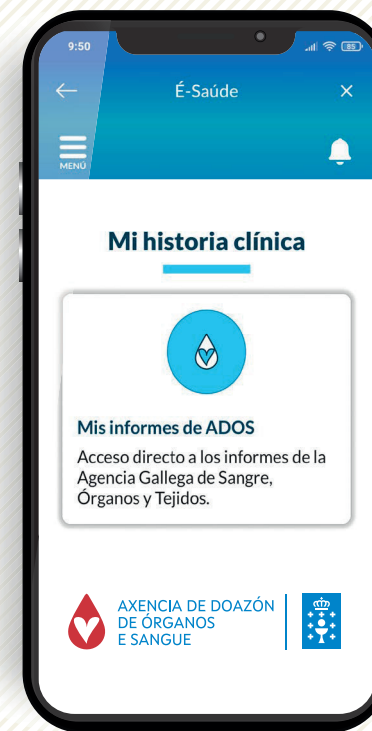 9:50
85
É-Saúde
MENÚ
Mi historia clínica
Mis informes de ADOS
Acceso directo a los informes de la
Agencia Gallega de Sangre,
Órganos y Tejidos.
AXENCIA DE DOAZÓN
DE ÓRGANOS
E SANGUE